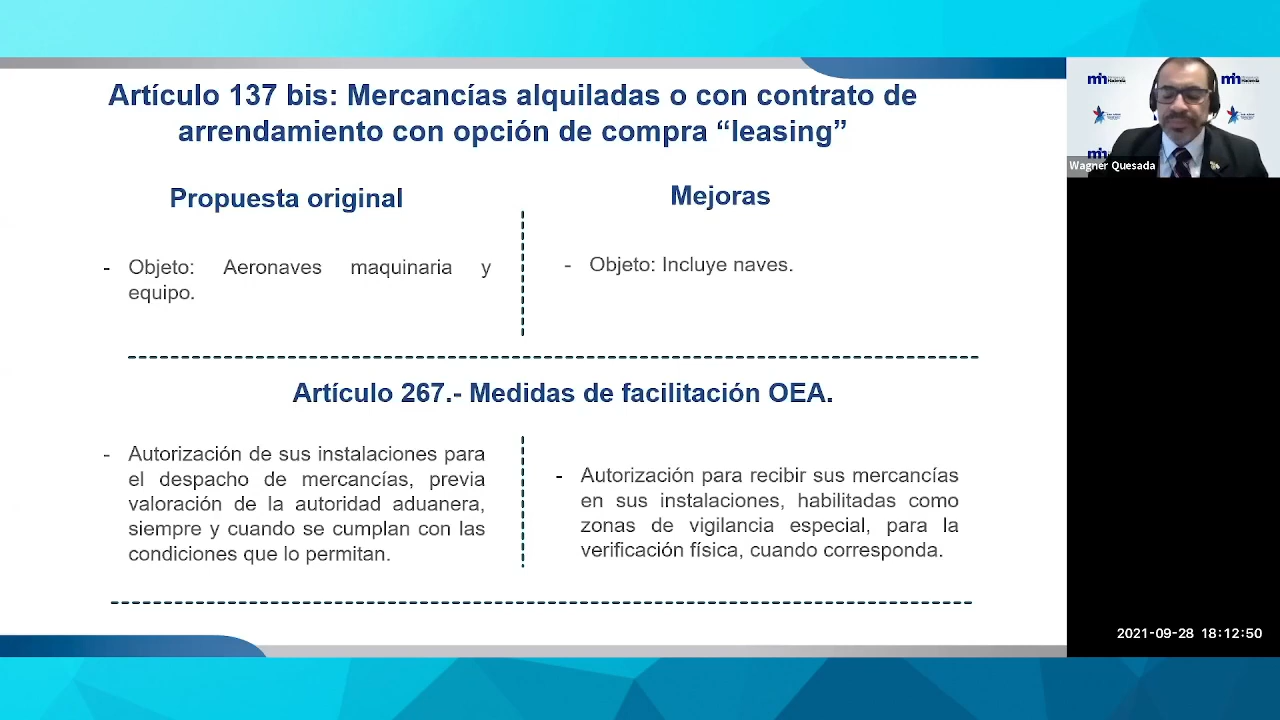 Artículo 137 bis: Mercancías alquiladas o con contrato de
arrendamiento con opción de compra “leasing”
Propuesta original
- Objeto: Aeronaves maquinaria y
equipo.
Mejoras
- Objeto: Incluye naves.
Artículo 267.- Medidas de facilitación OEA.
- Autorización de sus instalaciones para
el despacho de mercancías, previa
valoración de la autoridad aduanera,
siempre y cuando se cumplan con las
condiciones que lo permitan.
- Autorización para recibir sus mercancías
en sus instalaciones, habilitadas como
zonas de vigilancia especial, para la
verificación física, cuando corresponda.
Wagner Quesada
2021-09-28 18:12:50